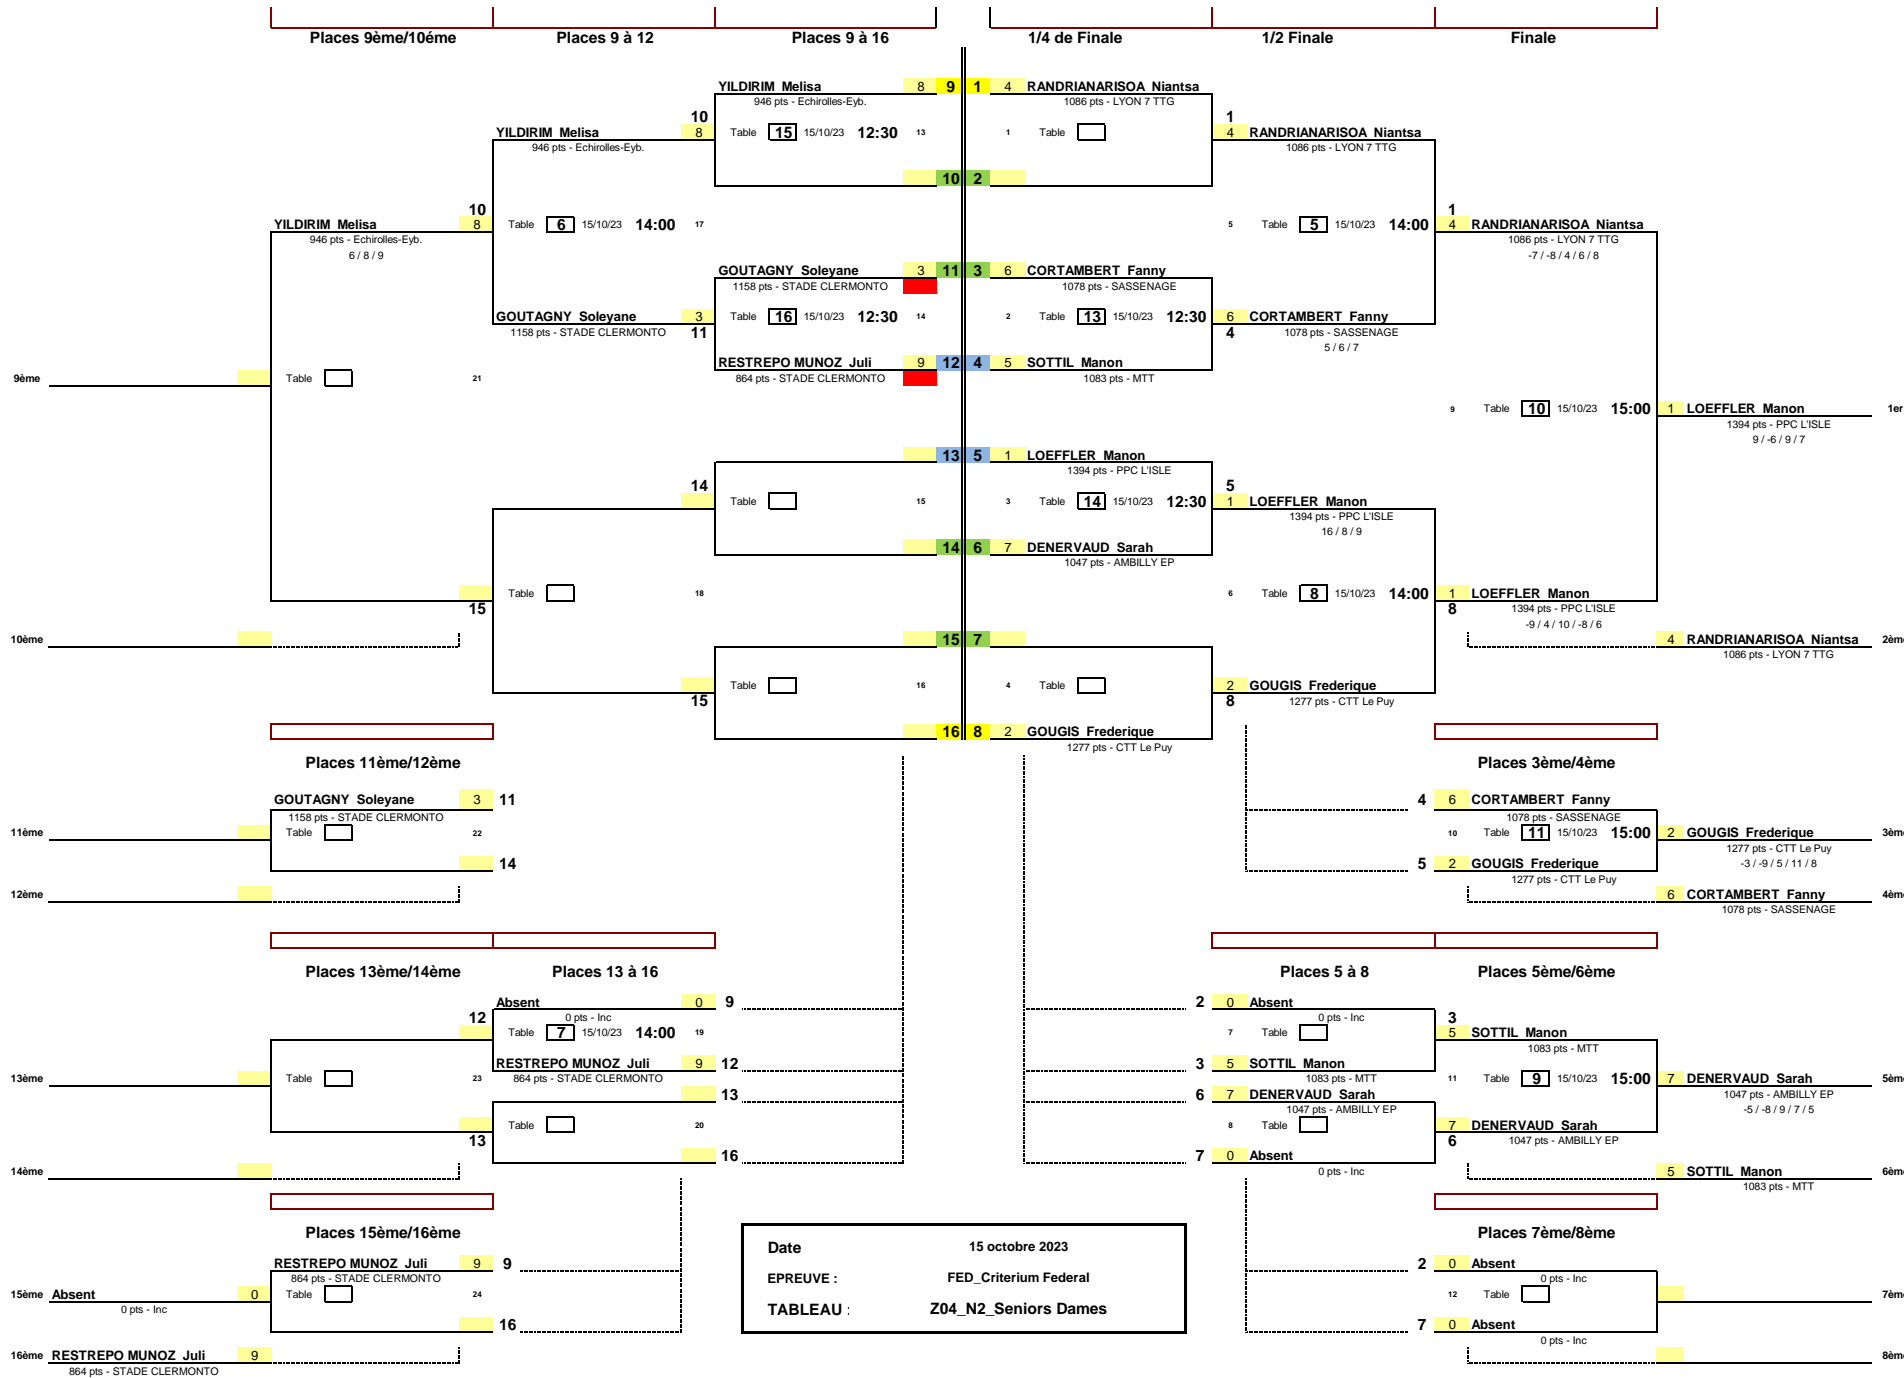 Places 9ème/10éme Places 9 à 12 Places 9 à 16 1/4 de Finale 1/2 Finale Finale
YILDIRIM Melisa 8 9 1 4 RANDRIANARISOA Niantsa
946 pts - Echirolles-Eyb. 1086 pts - LYON 7 TTG
10 1
YILDIRIM Melisa 8 Table 15 15/10/23 12:30 13 1 Table 4 RANDRIANARISOA Niantsa
946 pts - Echirolles-Eyb. 1086 pts - LYON 7 TTG
10 2
10 1
YILDIRIM Melisa 8 Table 6 15/10/23 14:00 17 5 Table 5 15/10/23 14:00 4 RANDRIANARISOA Niantsa
946 pts - Echirolles-Eyb. 1086 pts - LYON 7 TTG
6 / 8 / 9 -7 / -8 / 4 / 6 / 8
GOUTAGNY Soleyane 3 11 3 6 CORTAMBERT Fanny
1158 pts - STADE CLERMONTO 1078 pts - SASSENAGE
GOUTAGNY Soleyane 3 Table 16 15/10/23 12:30 14 2 Table 13 15/10/23 12:30 6 CORTAMBERT Fanny
1158 pts - STADE CLERMONTO 11 4 1078 pts - SASSENAGE
5 / 6 / 7
RESTREPO MUNOZ Juli 9 12 4 5 SOTTIL Manon
864 pts - STADE CLERMONTO 1083 pts - MTT
9ème Table 21
9 Table 10 15/10/23 15:00 1 LOEFFLER Manon 1er
1394 pts - PPC L'ISLE
9 / -6 / 9 / 7
13 5 1 LOEFFLER Manon
1394 pts - PPC L'ISLE
14 5
Table 15 3 Table 14 15/10/23 12:30 1 LOEFFLER Manon
1394 pts - PPC L'ISLE
16 / 8 / 9
14 6 7 DENERVAUD Sarah
1047 pts - AMBILLY EP
Table 18 6 Table 8 15/10/23 14:00 1 LOEFFLER Manon
15 8 1394 pts - PPC L'ISLE
-9 / 4 / 10 / -8 / 6
10ème 15 7 4 RANDRIANARISOA Niantsa 2èm
1086 pts - LYON 7 TTG
Table 16 4 Table 2 GOUGIS Frederique
15 8 1277 pts - CTT Le Puy
16 8 2 GOUGIS Frederique
1277 pts - CTT Le Puy
Places 11ème/12ème Places 3ème/4ème
GOUTAGNY Soleyane 3 11 4 6 CORTAMBERT Fanny
1158 pts - STADE CLERMONTO 1078 pts - SASSENAGE
11ème Table 22 10 Table 11 15/10/23 15:00 2 GOUGIS Frederique 3èm
1277 pts - CTT Le Puy
14 5 2 GOUGIS Frederique -3 / -9 / 5 / 11 / 8
1277 pts - CTT Le Puy
12ème 6 CORTAMBERT Fanny 4èm
1078 pts - SASSENAGE
Places 13ème/14ème Places 13 à 16 Places 5 à 8 Places 5ème/6ème
Absent 0 9 2 0 Absent
0 pts - Inc 0 pts - Inc
12 3
Table 7 15/10/23 14:00 19 7 Table 5 SOTTIL Manon
1083 pts - MTT
RESTREPO MUNOZ Juli 9 12 3 5 SOTTIL Manon
864 pts - STADE CLERMONTO 1083 pts - MTT
13ème Table 23 11 Table 9 15/10/23 15:00 7 DENERVAUD Sarah 5èm
1047 pts - AMBILLY EP
-5 / -8 / 9 / 7 / 5
13 6 7 DENERVAUD Sarah
1047 pts - AMBILLY EP
Table 20 8 Table 7 DENERVAUD Sarah
13 6 1047 pts - AMBILLY EP
16 7 0 Absent
0 pts - Inc
14ème 5 SOTTIL Manon 6èm
1083 pts - MTT
Places 15ème/16ème Places 7ème/8ème
RESTREPO MUNOZ Juli 9 9 2 0 Absent
864 pts - STADE CLERMONTO 0 pts - Inc
15ème Absent 0 Table 24 12 Table 7èm
0 pts - Inc
16 7 0 Absent
0 pts - Inc
16ème RESTREPO MUNOZ Juli 9 8èm
864 pts - STADE CLERMONTO
Date 15 octobre 2023
EPREUVE : FED_Criterium Federal
TABLEAU : Z04_N2_Seniors Dames